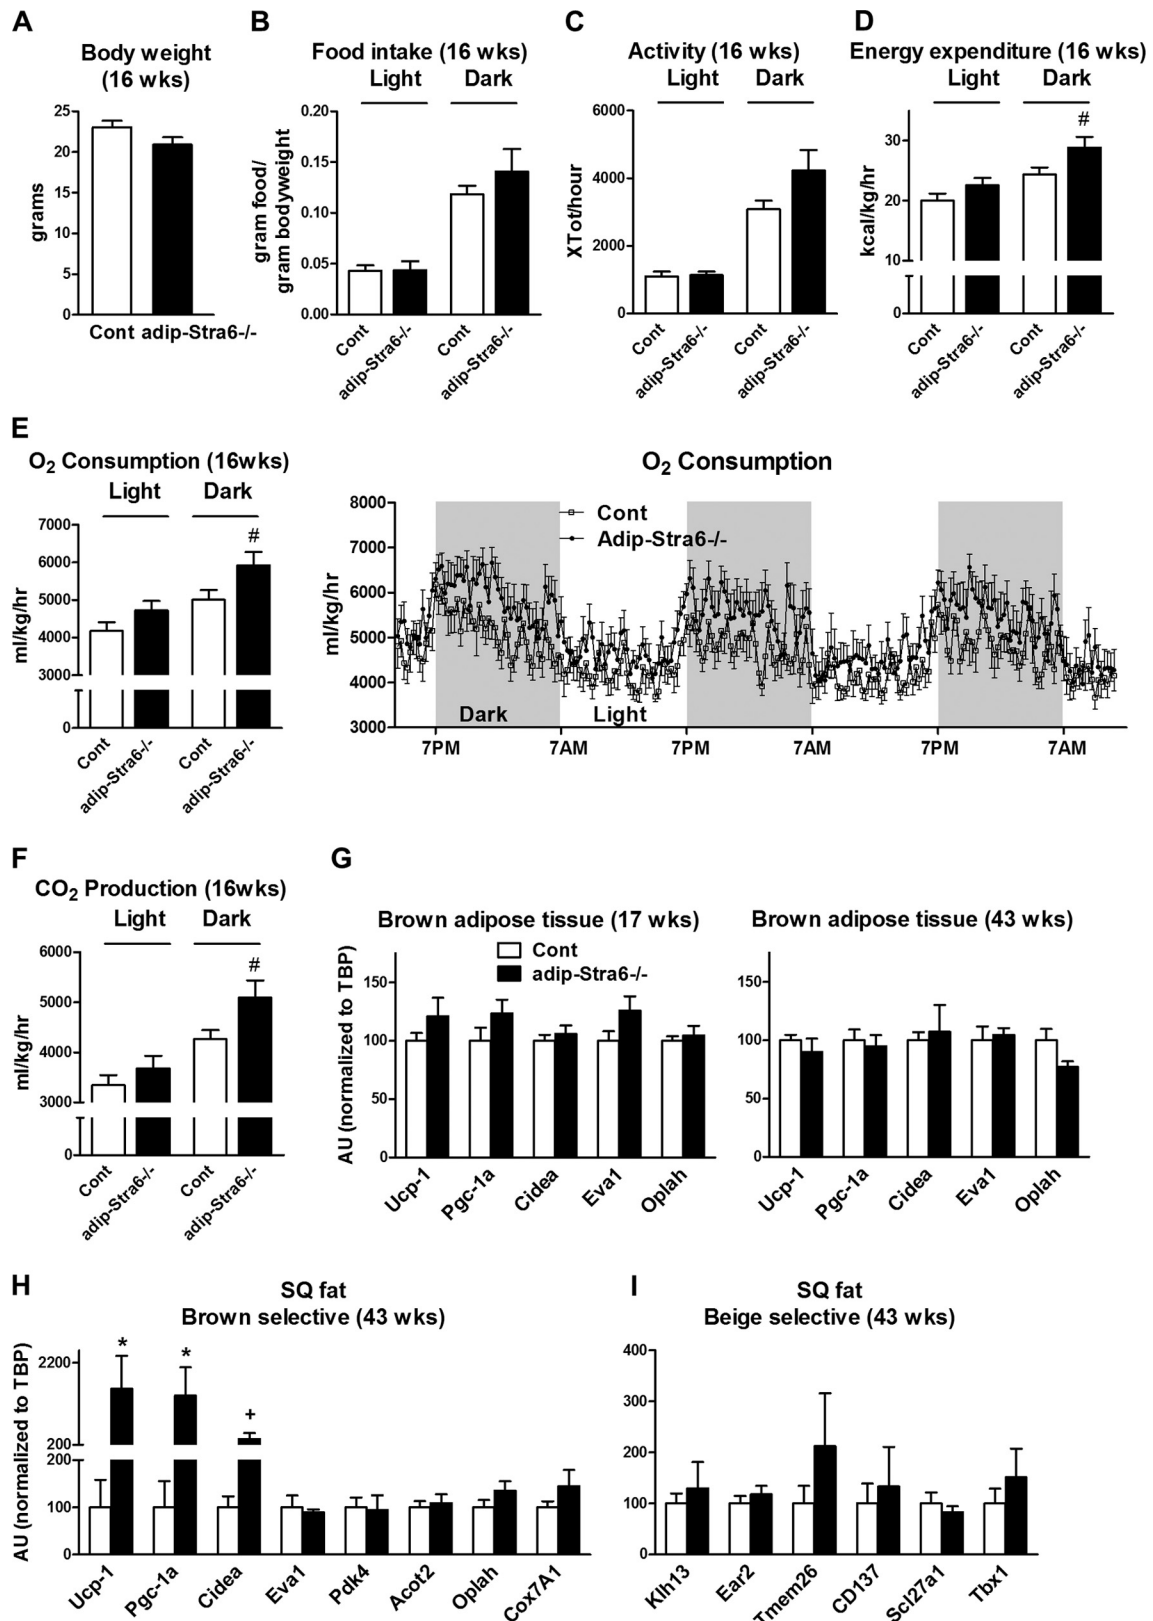 A
Body weight
(16 wks)
grams
25
20
15
10
5
0
Cont adip-Stra6-/-
B
Food intake (16 wks)
Light
Dark
gram food/
gram bodyweight
0.20
0.15
0.10
0.05
0.00
Cont
adip-Stra6-/-
Cont
adip-Stra6-/-
C
Activity (16 wks)
Light
Dark
XTot/hour
6000
4000
2000
0
Cont
adip-Stra6-/-
Cont
adip-Stra6-/-
D
Energy expenditure (16 wks)
Light
Dark
#
kcal/kg/hr
30
20
10
0
Cont
adip-Stra6-/-
Cont
adip-Stra6-/-
E
O2 Consumption (16wks)
Light
Dark
#
ml/kg/hr
7000
6000
5000
4000
3000
0
Cont
adip-Stra6-/-
Cont
adip-Stra6-/-
O2 Consumption
Cont
Adip-Stra6-/-
ml/kg/hr
8000
7000
6000
5000
4000
3000
Dark
Light
7PM
7AM
7PM
7AM
7PM
7AM
F
CO2 Production (16wks)
Light
Dark
#
ml/kg/hr
6000
5000
4000
3000
0
Cont
adip-Stra6-/-
Cont
adip-Stra6-/-
G
Brown adipose tissue (17 wks)
Cont
adip-Stra6-/-
AU (normalized to TBP)
150
100
50
0
Ucp-1
Pgc-1a
Cidea
Eva1
Oplah
Brown adipose tissue (43 wks)
150
100
50
0
Ucp-1
Pgc-1a
Cidea
Eva1
Oplah
H
SQ fat
Brown selective (43 wks)
AU (normalized to TBP)
2200
200
200
100
0
*
*
+
Ucp-1
Pgc-1a
Cidea
Eva1
Pdk4
Acot2
Oplah
Cox7A1
I
SQ fat
Beige selective (43 wks)
400
300
200
100
0
Klh13
Ear2
Tmem26
CD137
Scl27a1
Tbx1